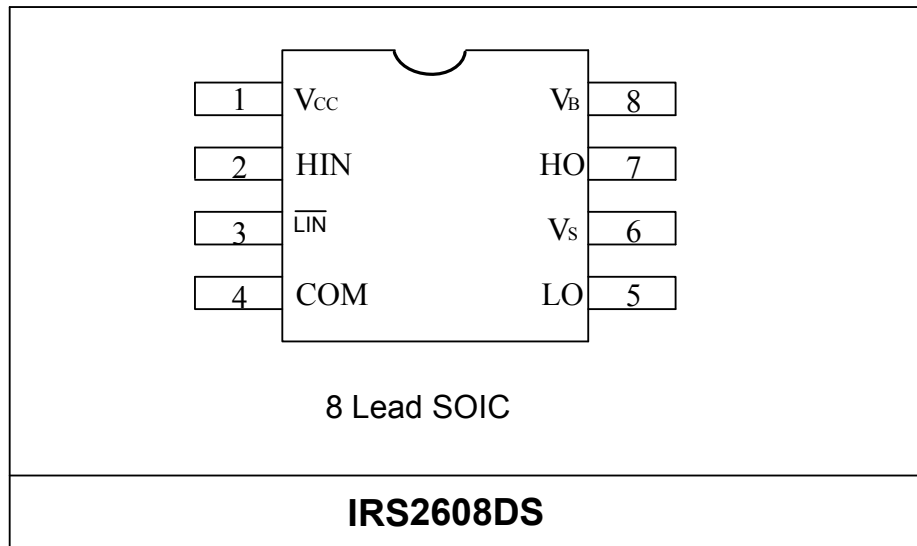 1 VCC VB 8
2 HIN HO 7
3 L̅I̅N̅ VS 6
4 COM LO 5
8 Lead SOIC
IRS2608DS